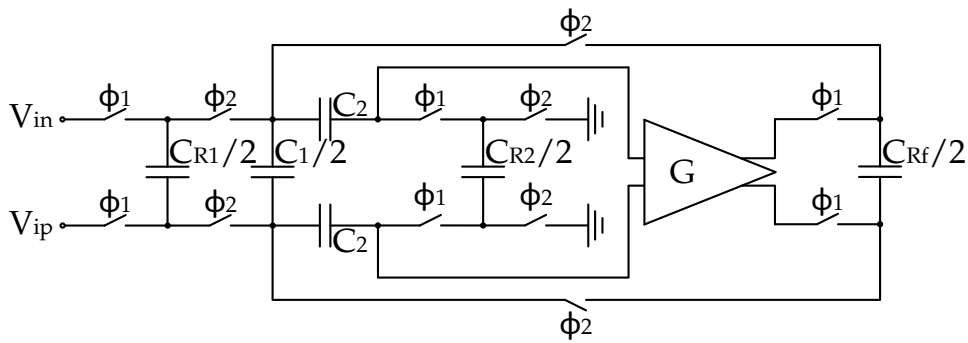 ϕ2
Vin ϕ1 ϕ2 C2 ϕ1 ϕ2 ϕ1
CR1/2 C1/2 CR2/2 G CRf/2
Vip ϕ1 ϕ2 C2 ϕ1 ϕ2 ϕ1
ϕ2